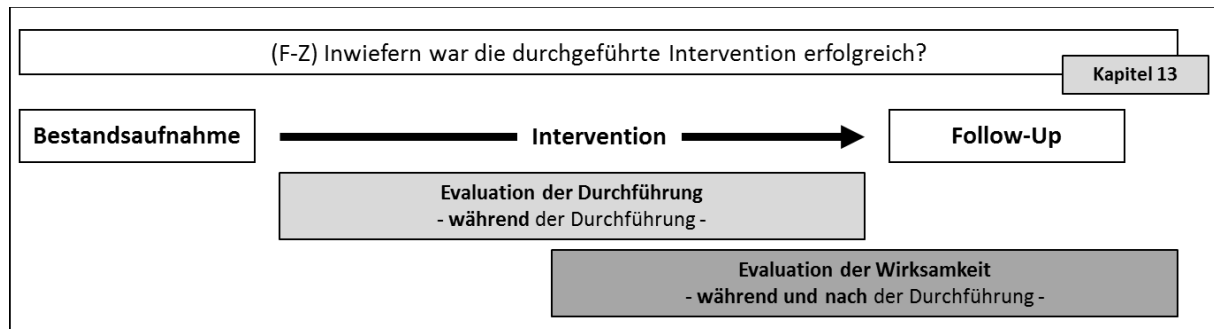 (F-Z) Inwiefern war die durchgeführte Intervention erfolgreich?
Kapitel 13
Bestandsaufnahme
Intervention
Follow-Up
Evaluation der Durchführung
- während der Durchführung -
Evaluation der Wirksamkeit
- während und nach der Durchführung -